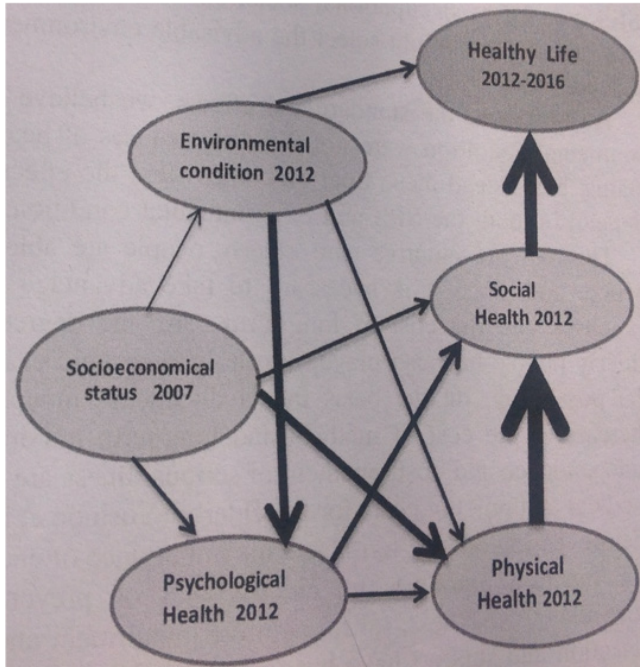 Healthy Life
2012-2016
Environmental
condition 2012
Social
Health 2012
Socioeconomical
status 2007
Psychological
Health 2012
Physical
Health 2012